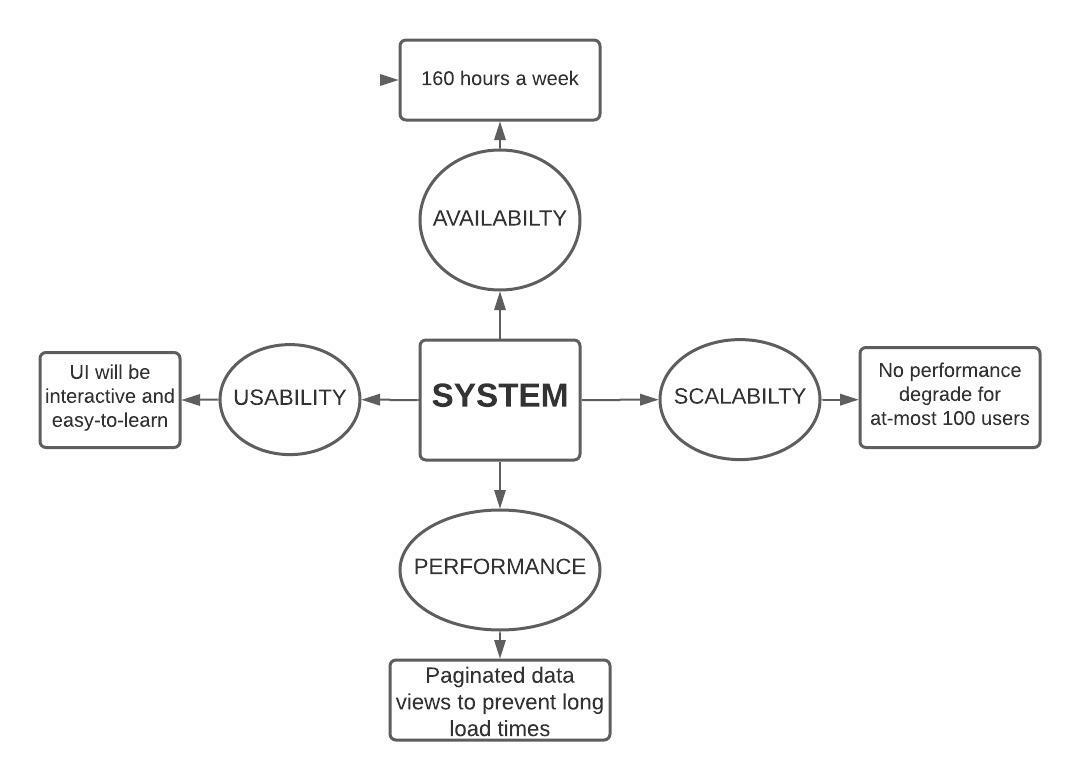 160 hours a week
AVAILABILTY
UI will be
interactive and
easy-to-learn
USABILITY
SYSTEM
SCALABILTY
No performance
degrade for
at-most 100 users
PERFORMANCE
Paginated data
views to prevent long
load times